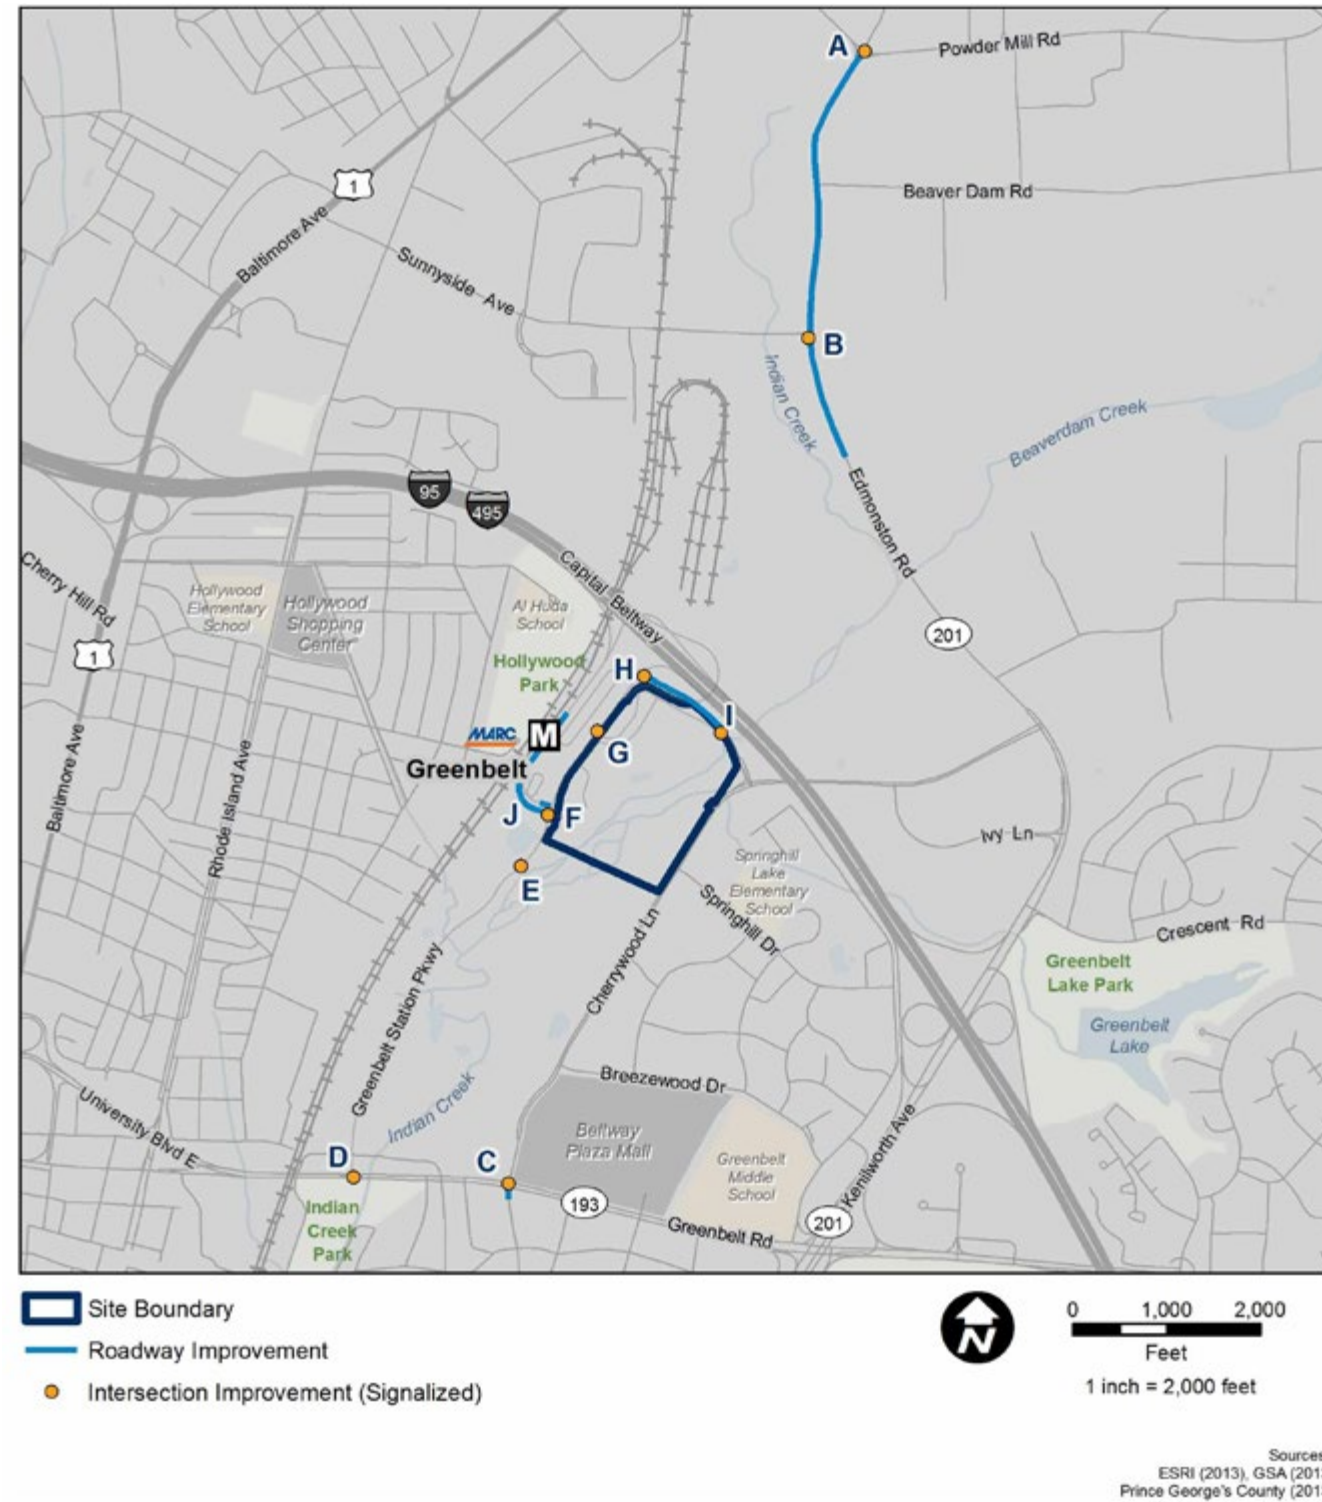 A
Powder Mill Rd
1
Beaver Dam Rd
Baltimore Ave
Sunnyside Ave
B
Indian Creek
Beaverdam Creek
95
495
Edmonston Rd
Capital Beltway
Cherry Hill Rd
Hollywood
Elementary
School
Hollywood
Shopping
Center
Al Huda
School
201
1
Hollywood
Park
H
MARC
M
I
G
Greenbelt
J
F
Baltimore Ave
Rhode Island Ave
Ivy Ln
Springhill
Lake
Elementary
School
E
Springhill Dr
Cherrywood Ln
Crescent Rd
Greenbelt
Lake Park
Greenbelt
Lake
Greenbelt Station Pkwy
Breezewood Dr
University Blvd E
Indian Creek
Beltway
Plaza Mall
Kenilworth Ave
D
C
Greenbelt
Middle
School
193
201
Indian
Creek
Park
Greenbelt Rd
Site Boundary
Roadway Improvement
Intersection Improvement (Signalized)
N
0 1,000 2,000
Feet
1 inch = 2,000 feet
Sources
ESRI (2013), GSA (201
Prince George's County (201